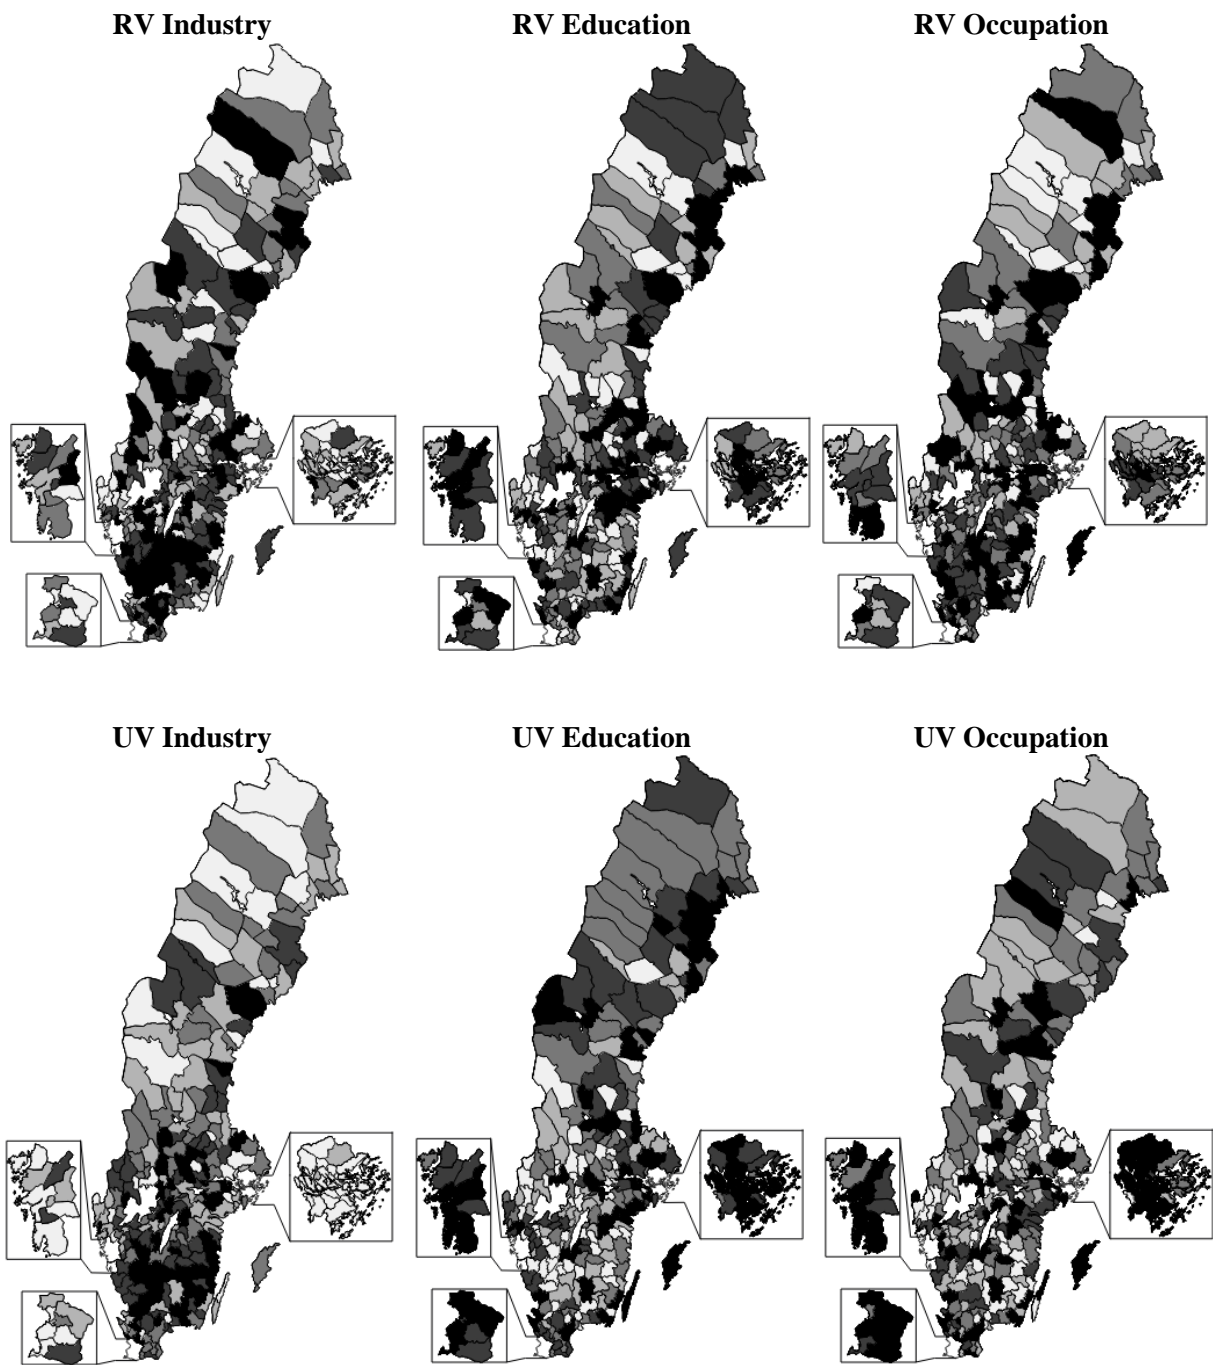 RV Industry
RV Education
RV Occupation
UV Industry
UV Education
UV Occupation